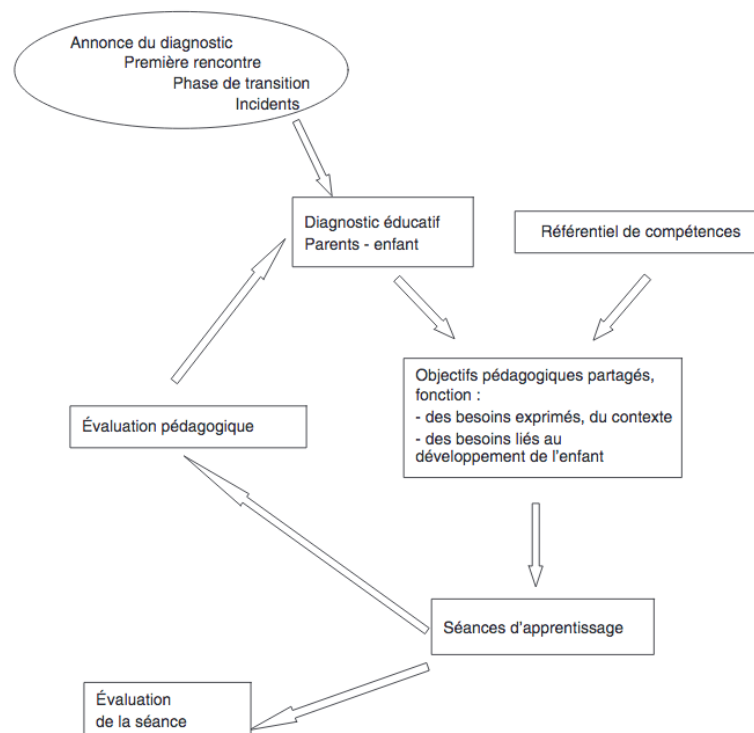 Annonce du diagnostic
Première rencontre
Phase de transition
Incidents
Diagnostic éducatif
Parents - enfant
Référentiel de compétences
Objectifs pédagogiques partagés,
fonction :
- des besoins exprimés, du contexte
- des besoins liés au
développement de l'enfant
Évaluation pédagogique
Séances d'apprentissage
Évaluation
de la séance